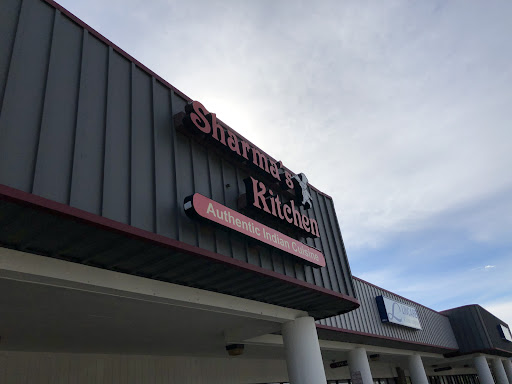 Sharma's
Kitchen
Authentic Indian Cuisine